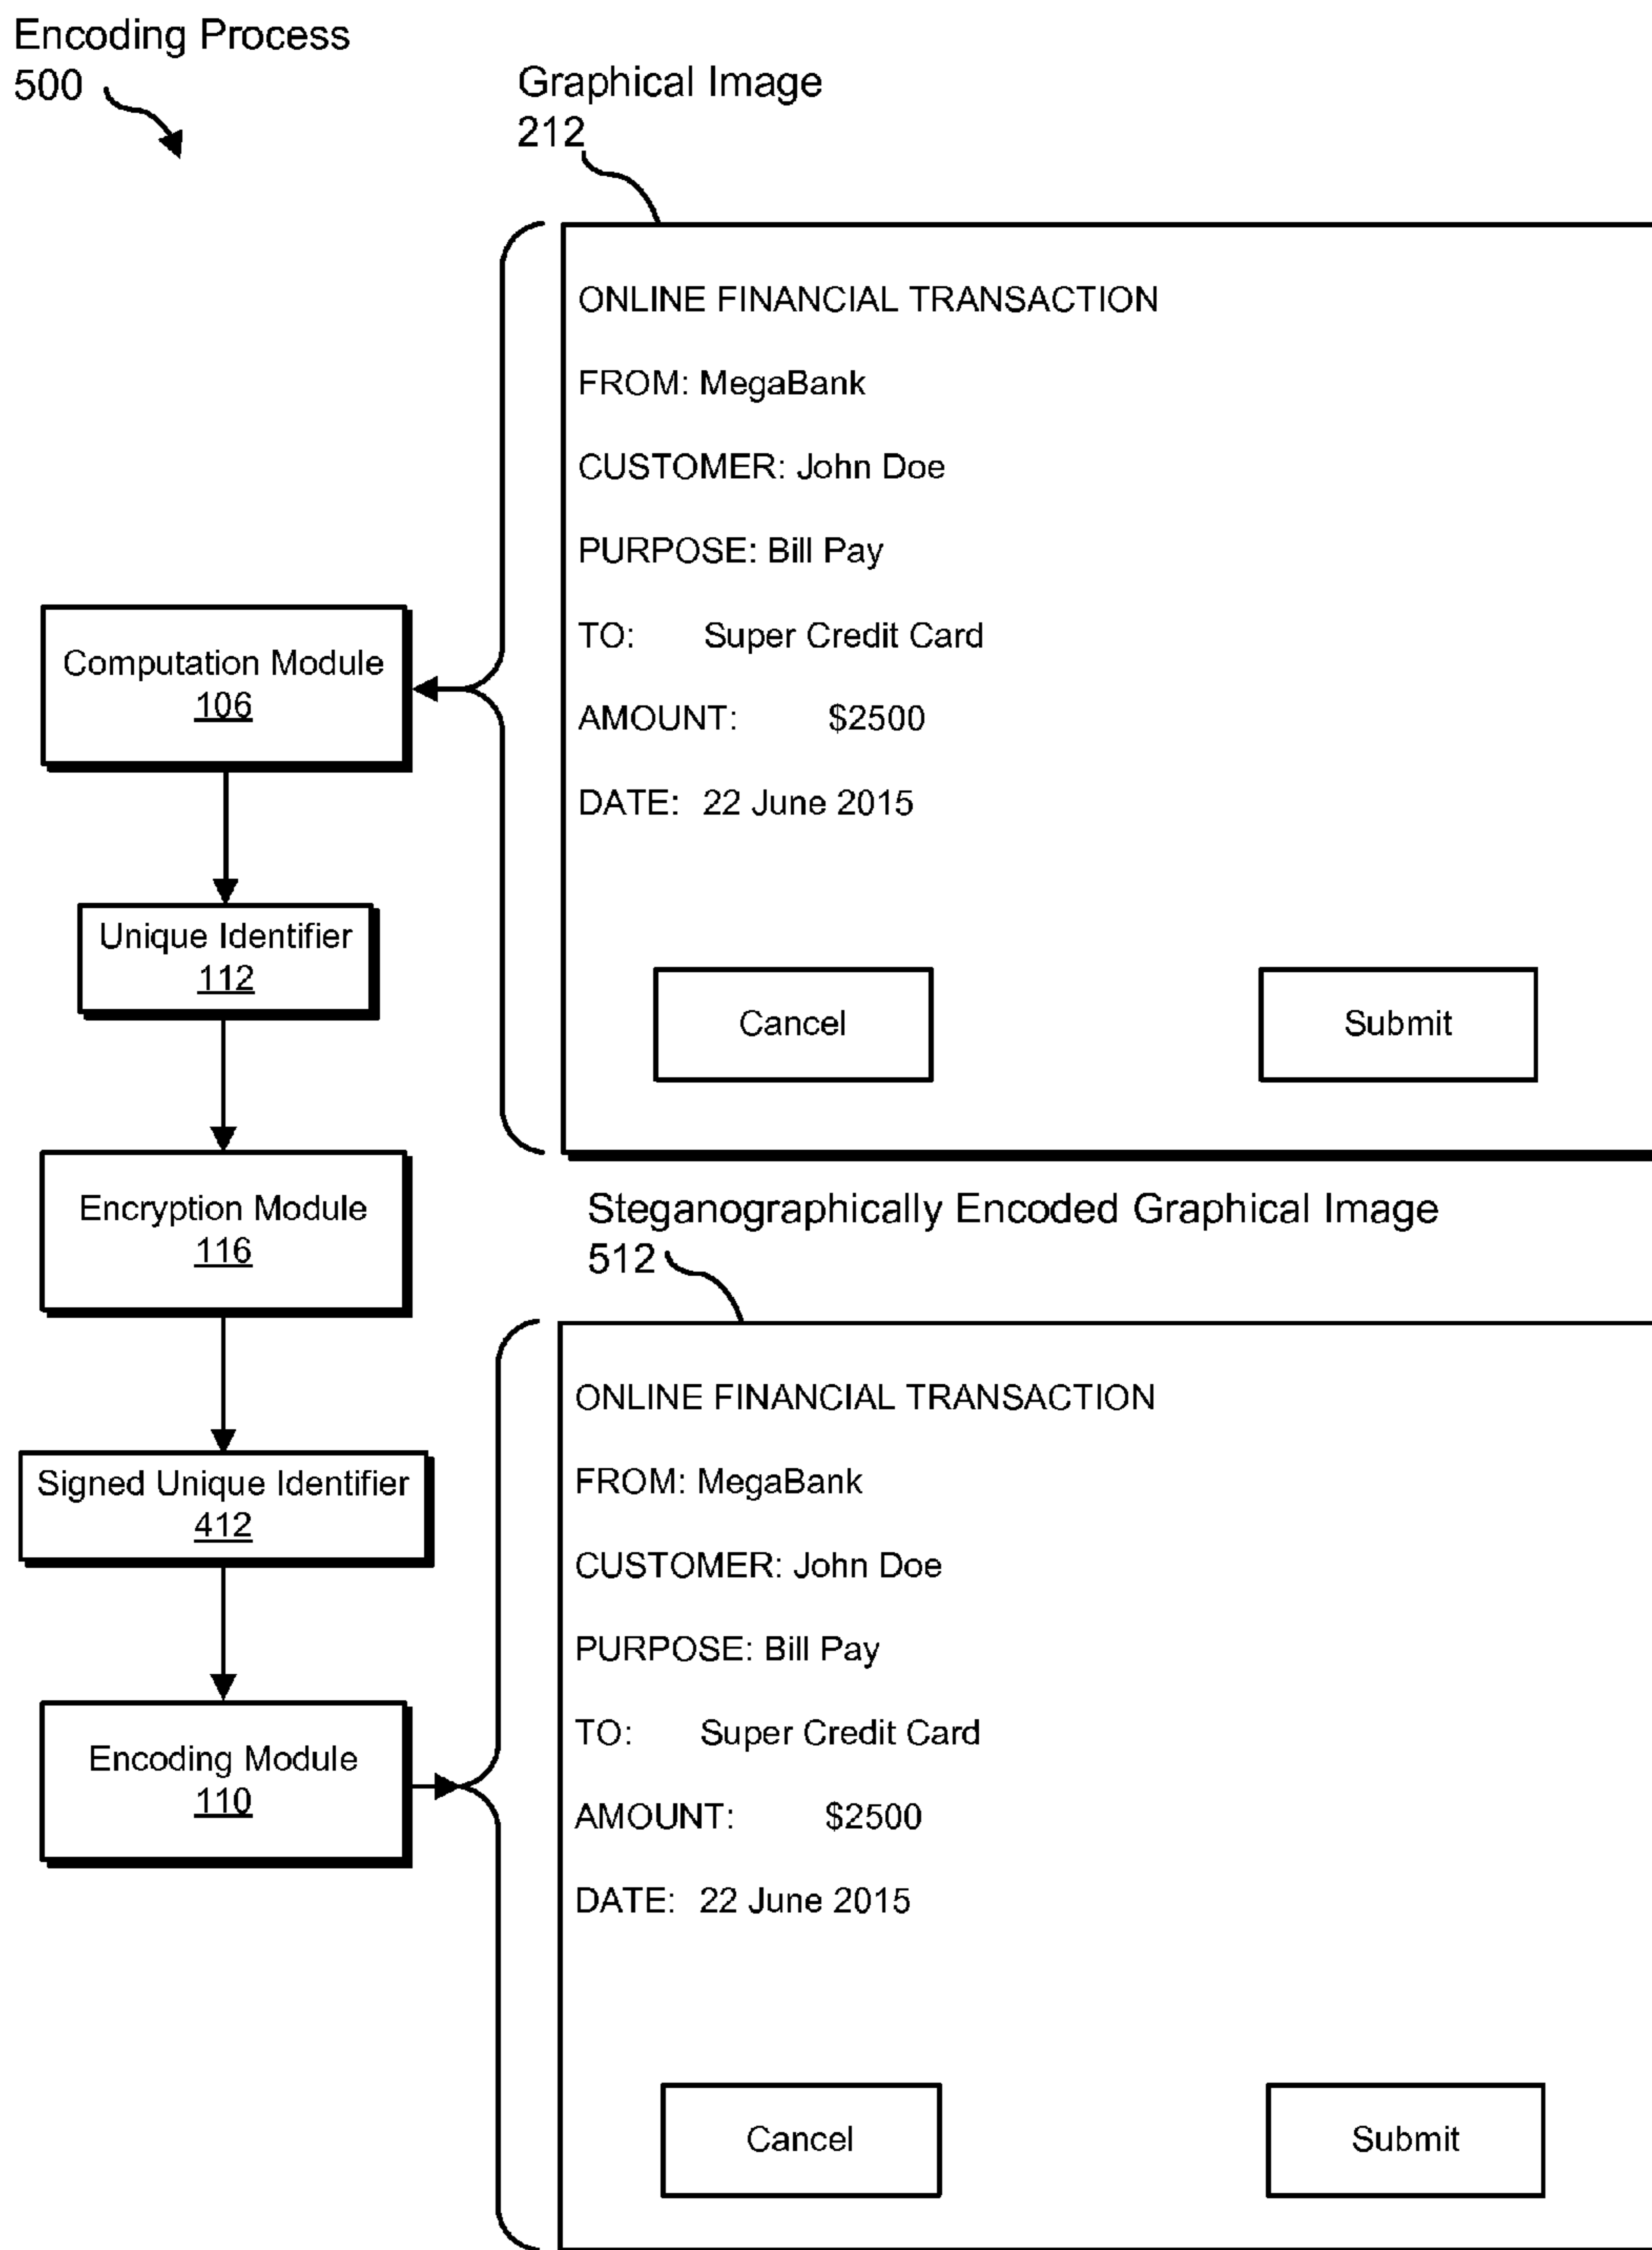 Encoding Process
500
Graphical Image
212
ONLINE FINANCIAL TRANSACTION
FROM: MegaBank
CUSTOMER: John Doe
PURPOSE: Bill Pay
TO: Super Credit Card
AMOUNT: $2500
DATE: 22 June 2015
Cancel
Submit
Computation Module
106
Unique Identifier
112
Encryption Module
116
Signed Unique Identifier
412
Encoding Module
110
Steganographically Encoded Graphical Image
512
ONLINE FINANCIAL TRANSACTION
FROM: MegaBank
CUSTOMER: John Doe
PURPOSE: Bill Pay
TO: Super Credit Card
AMOUNT: $2500
DATE: 22 June 2015
Cancel
Submit